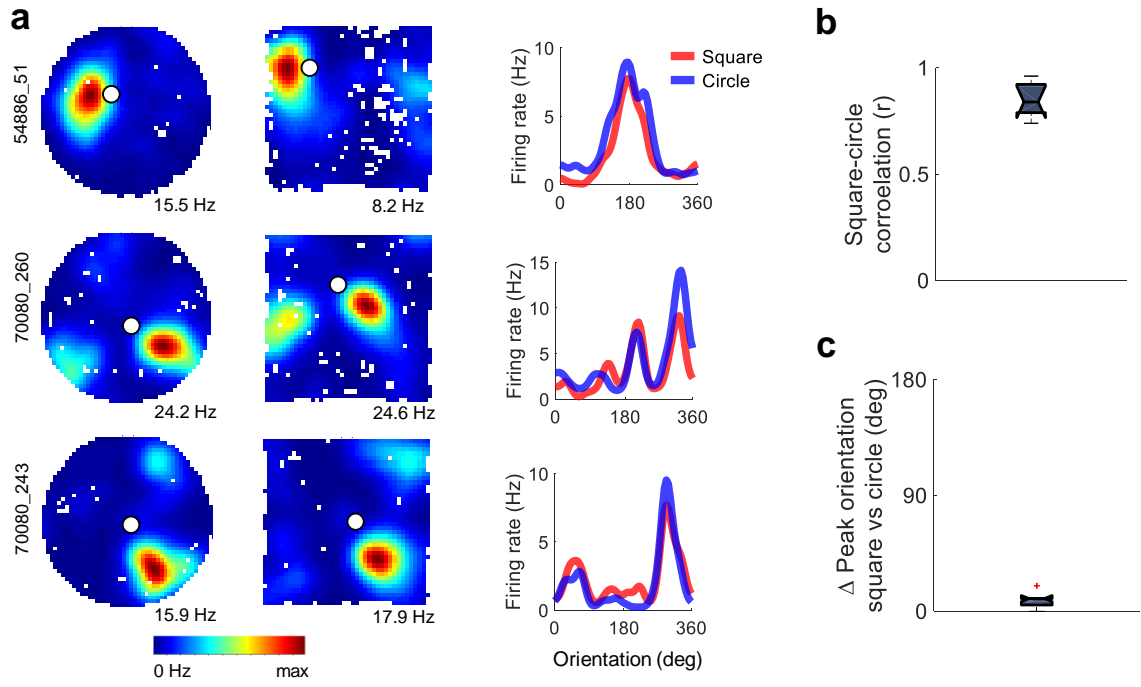 a
54886_51
15.5 Hz
8.2 Hz
Firing rate (Hz)
10
5
0
0
180
360
Square
Circle
70080_260
24.2 Hz
24.6 Hz
Firing rate (Hz)
15
10
5
0
0
180
360
70080_243
15.9 Hz
17.9 Hz
Firing rate (Hz)
10
5
0
0
180
360
Orientation (deg)
0 Hz
max
b
Square-circle
corroelation (r)
1
0.5
0
c
Δ Peak orientation
square vs circle (deg)
180
90
0